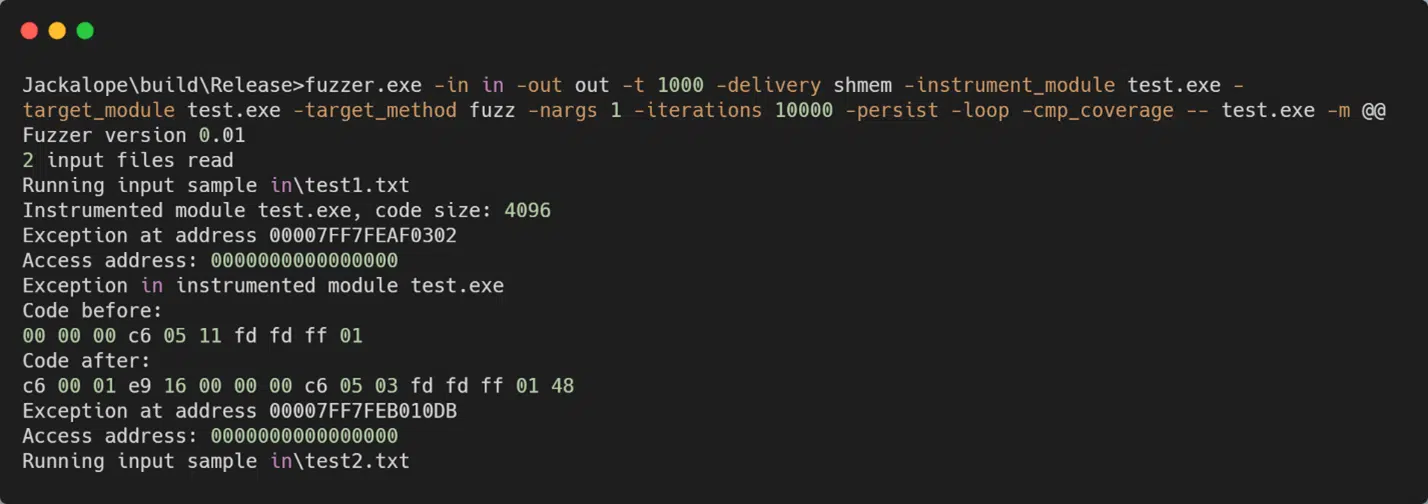 Jackalope\build\Release>fuzzer.exe -in in -out out -t 1000 -delivery shmem -instrument_module test.exe -
target_module test.exe -target_method fuzz -nargs 1 -iterations 10000 -persist -loop -cmp_coverage -- test.exe -m @@
Fuzzer version 0.01
2 input files read
Running input sample in\test1.txt
Instrumented module test.exe, code size: 4096
Exception at address 00007FF7FEAF0302
Access address: 0000000000000000
Exception in instrumented module test.exe
Code before:
00 00 00 c6 05 11 fd fd ff 01
Code after:
c6 00 01 e9 16 00 00 00 c6 05 03 fd fd ff 01 48
Exception at address 00007FF7FEB010DB
Access address: 0000000000000000
Running input sample in\test2.txt